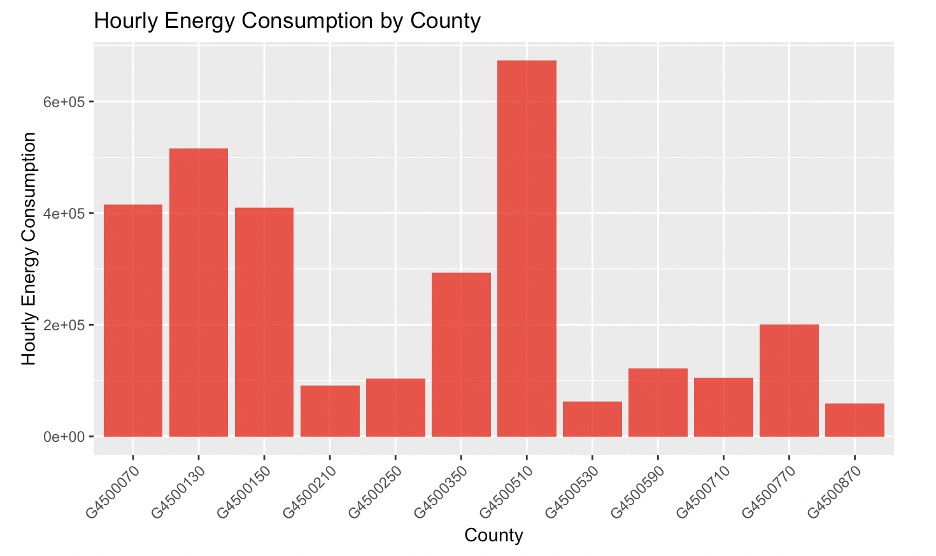 Hourly Energy Consumption by County
Hourly Energy Consumption
6e+05
4e+05
2e+05
0e+00
G4500070
G4500130
G4500150
G4500210
G4500250
G4500350
G4500510
G4500530
G4500590
G4500710
G4500770
G4500870
County